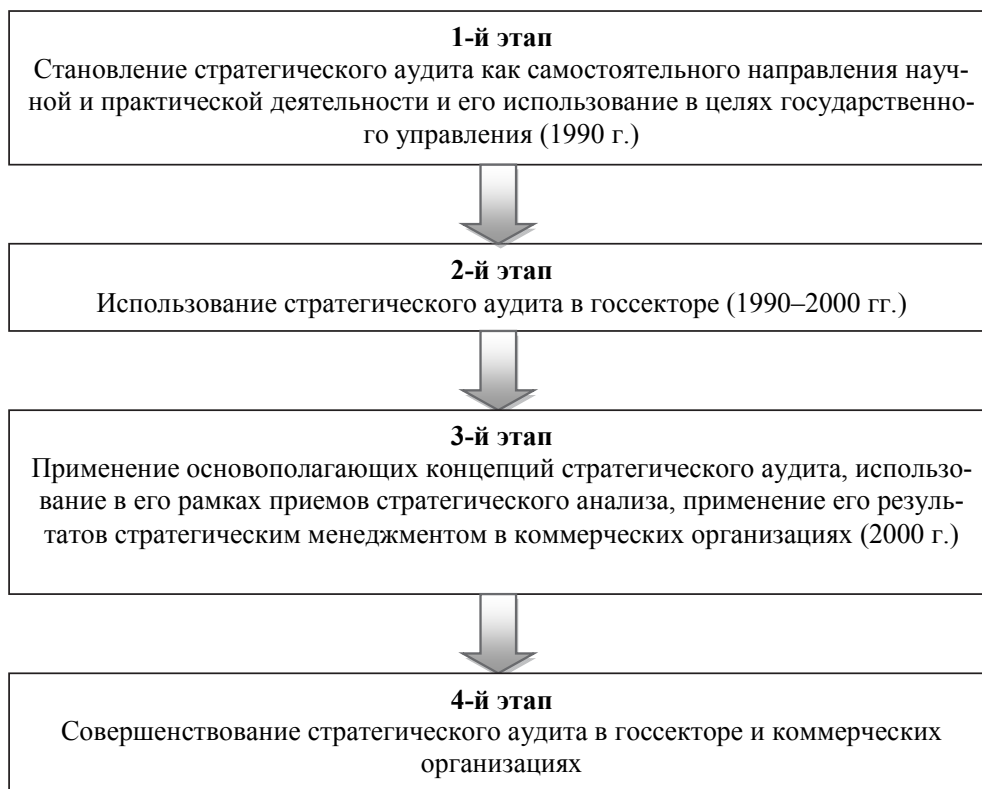 1-й этап
Становление стратегического аудита как самостоятельного направления науч-
ной и практической деятельности и его использование в целях государственно-
го управления (1990 г.)
2-й этап
Использование стратегического аудита в госсекторе (1990–2000 гг.)
3-й этап
Применение основополагающих концепций стратегического аудита, использо-
вание в его рамках приемов стратегического анализа, применение его резуль-
татов стратегическим менеджментом в коммерческих организациях (2000 г.)
4-й этап
Совершенствование стратегического аудита в госсекторе и коммерческих
организациях